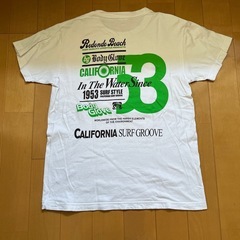 Redondo Beach
Body Glove
CALIFORNIA
In The Water Since
53
1953 SURF STYLE
Body Glove
CALIFORNIA SURF GROOVE